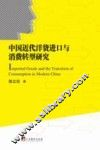 中国近代洋货进口与
消费转型研究
Imported Goods and the Transition of
Consumption in Modern China